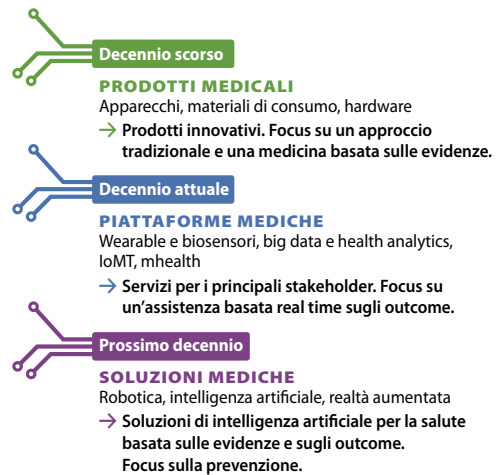 Decennio scorso
PRODOTTI MEDICALI
Apparecchi, materiali di consumo, hardware
→ Prodotti innovativi. Focus su un approccio
tradizionale e una medicina basata sulle evidenze.
Decennio attuale
PIATTAFORME MEDICHE
Wearable e biosensori, big data e health analytics,
IoMT, mhealth
→ Servizi per i principali stakeholder. Focus su
un’assistenza basata real time sugli outcome.
Prossimo decennio
SOLUZIONI MEDICHE
Robotica, intelligenza artificiale, realtà aumentata
→ Soluzioni di intelligenza artificiale per la salute
basata sulle evidenze e sugli outcome.
Focus sulla prevenzione.